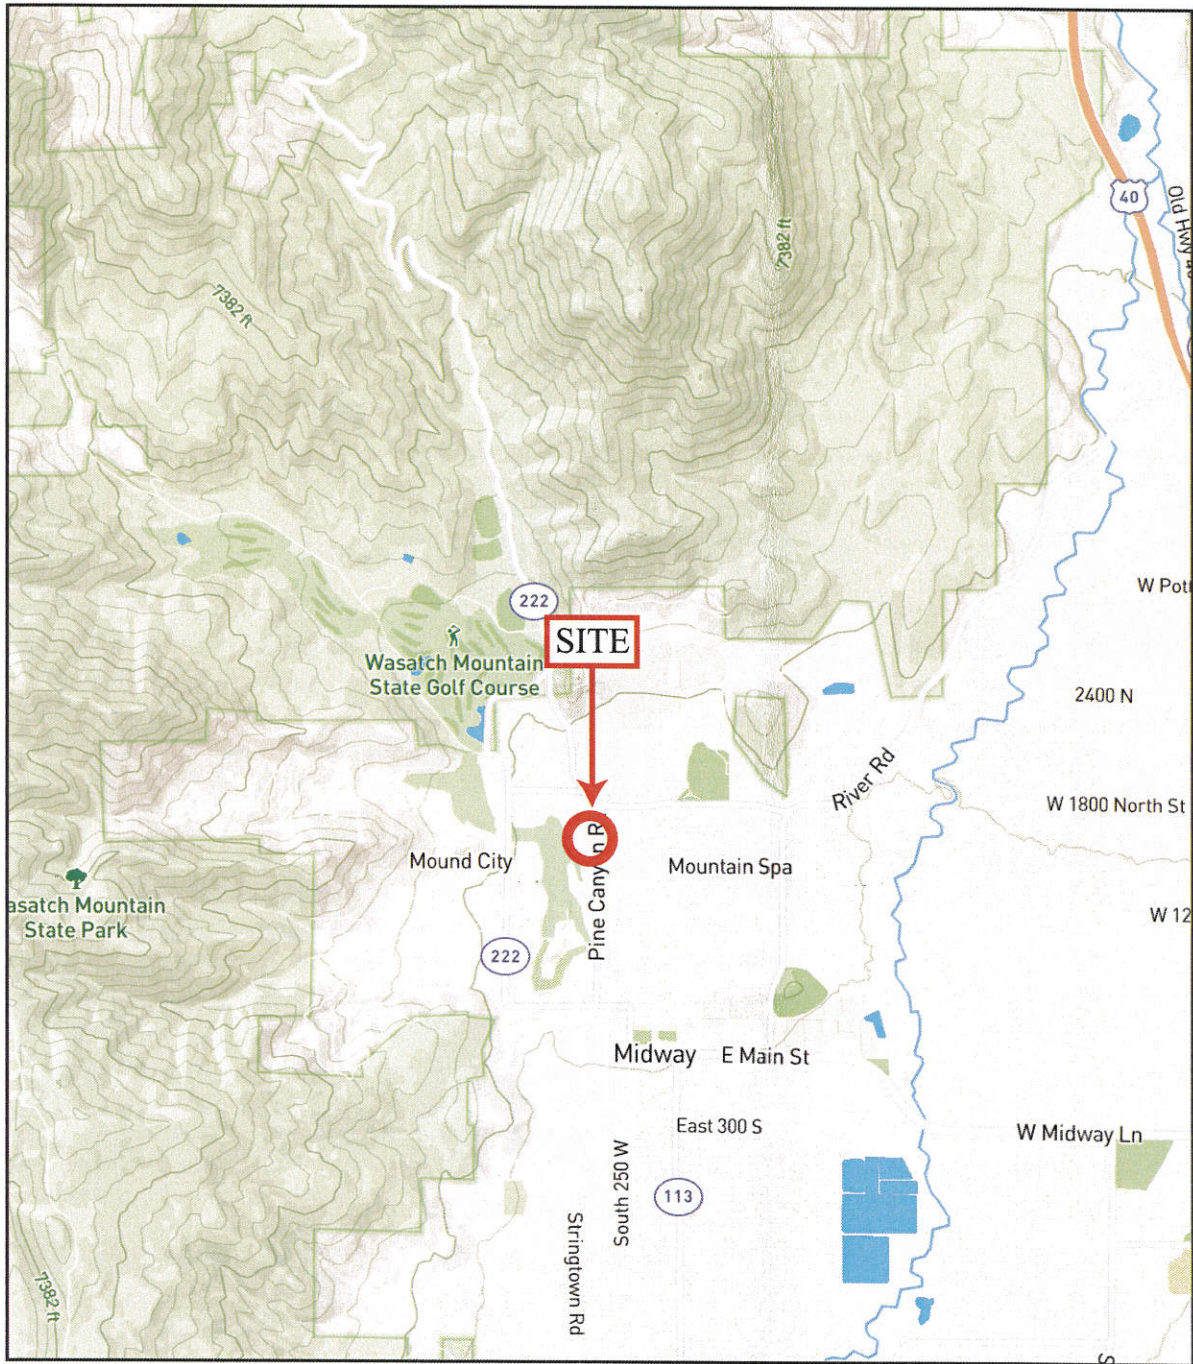 40
Old Hwy 4
7382 ft
7382 ft
W Pot
222
SITE
Wasatch Mountain
State Golf Course
2400 N
River Rd
W 1800 North St
Pine Canyon R
Mound City
Mountain Spa
asatch Mountain
State Park
W 12
222
Midway
E Main St
East 300 S
W Midway Ln
South 250 W
113
Stringtown Rd
7382 ft
S